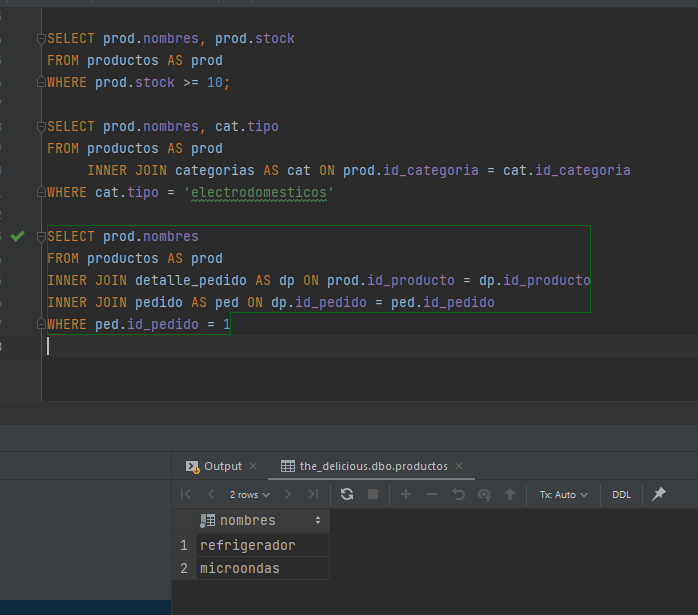 SELECT prod.nombres, prod.stock
FROM productos AS prod
WHERE prod.stock >= 10;
SELECT prod.nombres, cat.tipo
FROM productos AS prod
INNER JOIN categorias AS cat ON prod.id_categoria = cat.id_categoria
WHERE cat.tipo = 'electrodomesticos'
SELECT prod.nombres
FROM productos AS prod
INNER JOIN detalle_pedido AS dp ON prod.id_producto = dp.id_producto
INNER JOIN pedido AS ped ON dp.id_pedido = ped.id_pedido
WHERE ped.id_pedido = 1
Output the_delicious.dbo.productos
2 rows Tx: Auto DDL
nombres
1 refrigerador
2 microondas